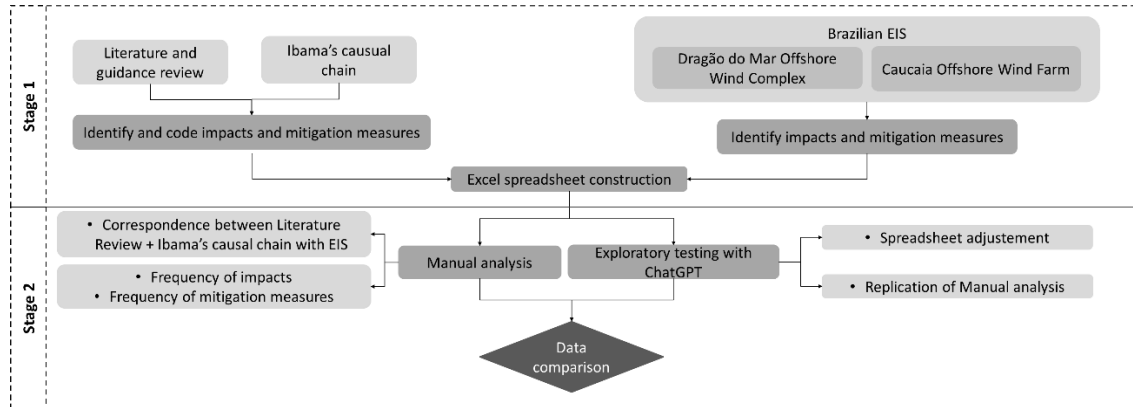 Stage 1
Literature and
guidance review
Ibama's causual
chain
Brazilian EIS
Dragão do Mar Offshore
Wind Complex
Caucaia Offshore Wind Farm
Identify and code impacts and mitigation measures
Identify impacts and mitigation measures
Excel spreadsheet construction
Stage 2
• Correspondence between Literature
Review + Ibama's causal chain with EIS
• Frequency of impacts
• Frequency of mitigation measures
Manual analysis
Exploratory testing with
ChatGPT
• Spreadsheet adjustement
• Replication of Manual analysis
Data
comparison